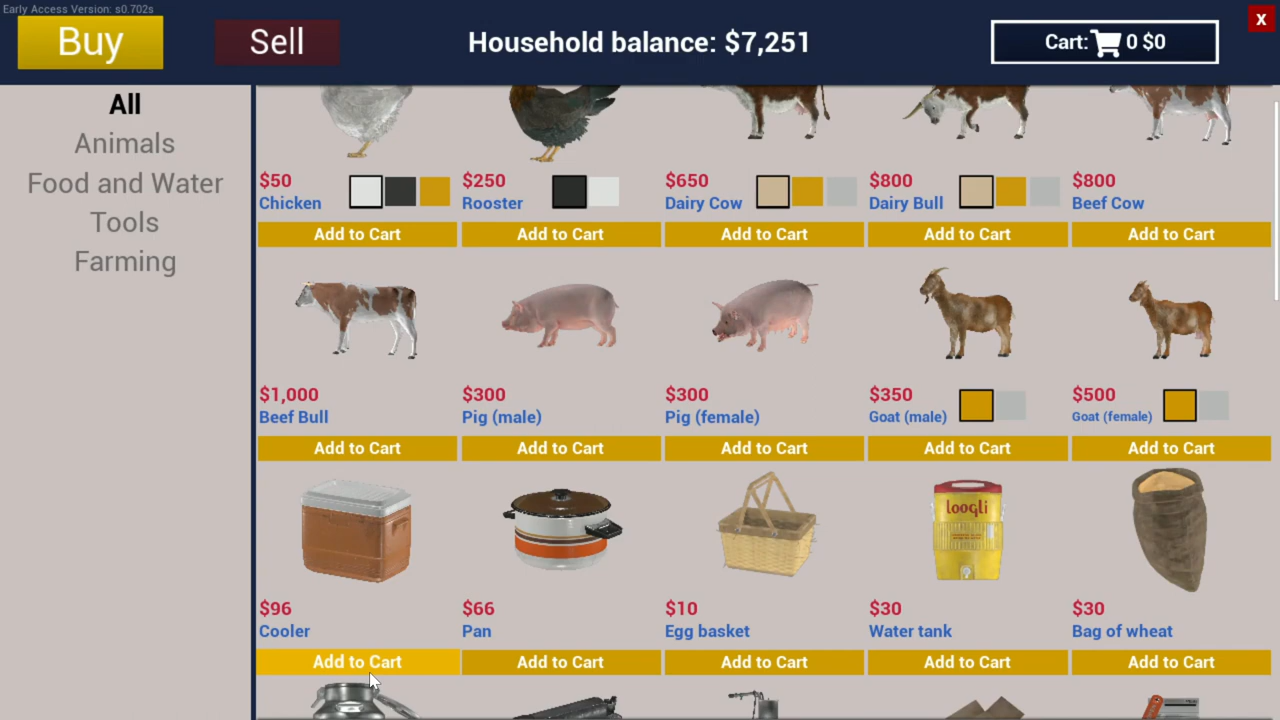 Early Access Version: s0.702s
Buy
Sell
Household balance: $7,251
Cart: 0 $0
x
All
Animals
Food and Water
Tools
Farming
$50
Chicken
$250
Rooster
$650
Dairy Cow
$800
Dairy Bull
$800
Beef Cow
Add to Cart
Add to Cart
Add to Cart
Add to Cart
Add to Cart
$1,000
Beef Bull
$300
Pig (male)
$300
Pig (female)
$350
Goat (male)
$500
Goat (female)
Add to Cart
Add to Cart
Add to Cart
Add to Cart
Add to Cart
looqli
$96
Cooler
$66
Pan
$10
Egg basket
$30
Water tank
$30
Bag of wheat
Add to Cart
Add to Cart
Add to Cart
Add to Cart
Add to Cart